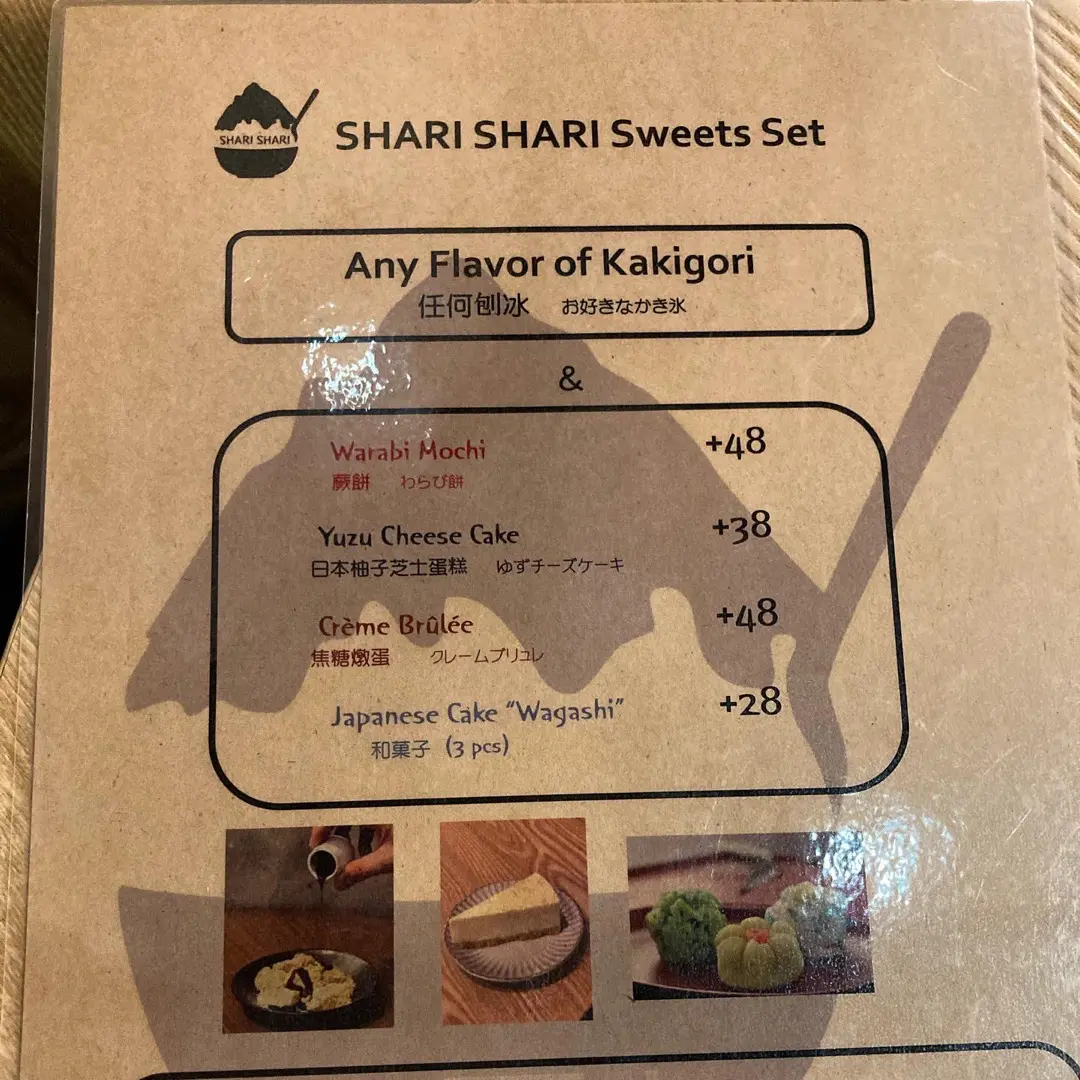 SHARI SHARI
SHARI SHARI Sweets Set
Any Flavor of Kakigori
任何刨冰 お好きなかき氷
&
Warabi Mochi +48
蕨餅 わらび餅
Yuzu Cheese Cake +38
日本柚子芝士蛋糕 ゆずチーズケーキ
Crème Brûlée +48
焦糖燉蛋 クレームブリュレ
Japanese Cake “Wagashi” +28
和菓子 (3 pcs)